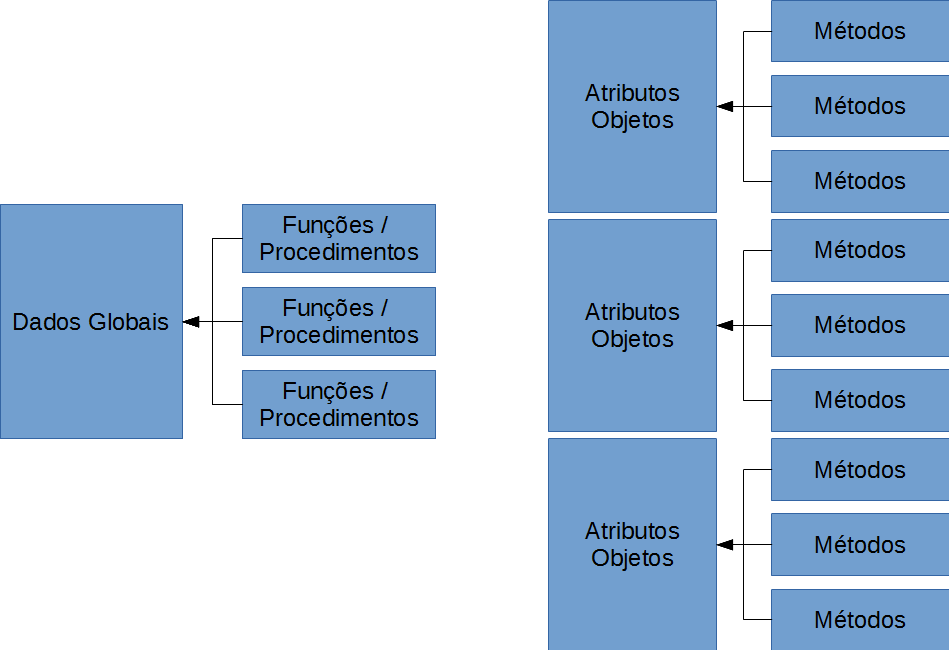 Dados Globais
Funções /
Procedimentos
Funções /
Procedimentos
Funções /
Procedimentos
Atributos
Objetos
Métodos
Métodos
Métodos
Atributos
Objetos
Métodos
Métodos
Métodos
Atributos
Objetos
Métodos
Métodos
Métodos